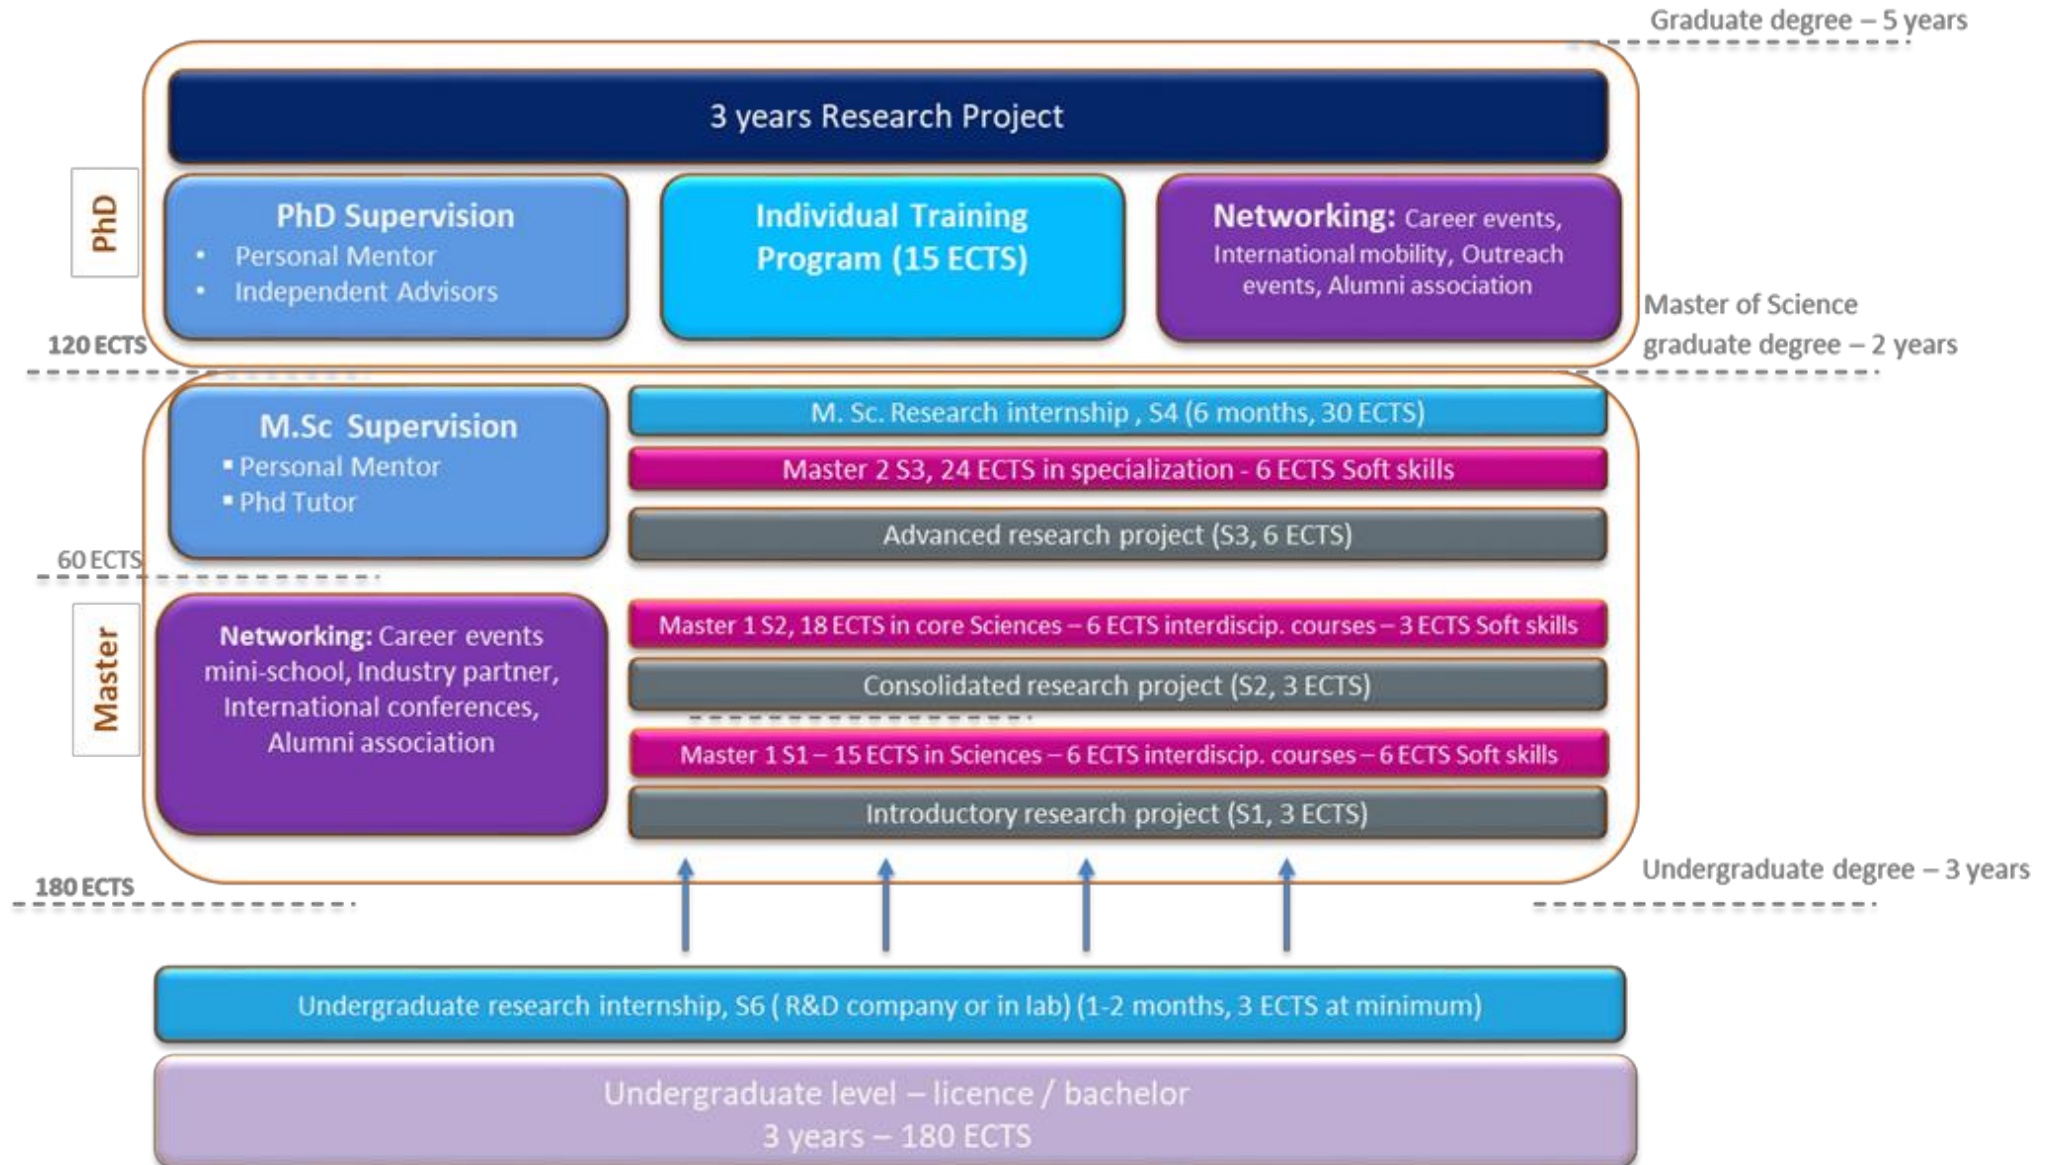 Graduate degree – 5 years
3 years Research Project
PhD
PhD Supervision
• Personal Mentor
• Independent Advisors
Individual Training
Program (15 ECTS)
Networking: Career events,
International mobility, Outreach
events, Alumni association
120 ECTS
Master of Science
graduate degree – 2 years
M.Sc Supervision
▪ Personal Mentor
▪ Phd Tutor
M. Sc. Research internship , S4 (6 months, 30 ECTS)
Master 2 S3, 24 ECTS in specialization - 6 ECTS Soft skills
Advanced research project (S3, 6 ECTS)
60 ECTS
Master
Networking: Career events
mini-school, Industry partner,
International conferences,
Alumni association
Master 1 S2, 18 ECTS in core Sciences – 6 ECTS interdiscip. courses – 3 ECTS Soft skills
Consolidated research project (S2, 3 ECTS)
Master 1 S1 – 15 ECTS in Sciences – 6 ECTS interdiscip. courses – 6 ECTS Soft skills
Introductory research project (S1, 3 ECTS)
180 ECTS
Undergraduate degree – 3 years
Undergraduate research internship, S6 ( R&D company or in lab) (1-2 months, 3 ECTS at minimum)
Undergraduate level – licence / bachelor
3 years – 180 ECTS